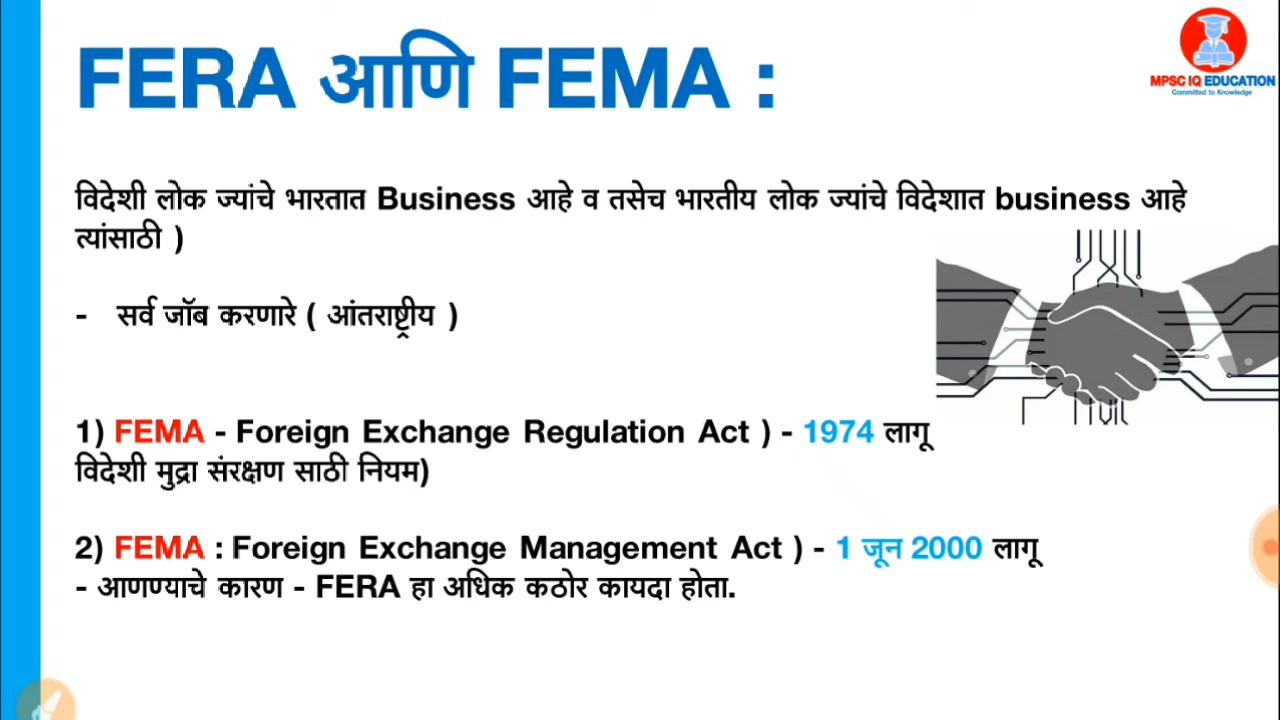 FERA आणि FEMA :
MPSC IQ EDUCATION
Committed to Knowledge
विदेशी लोक ज्यांचे भारतात Business आहे व तसेच भारतीय लोक ज्यांचे विदेशात business आहे
त्यांसाठी )
- सर्व जॉब करणारे ( आंतराष्ट्रीय )
1) FEMA - Foreign Exchange Regulation Act ) - 1974 लागू
विदेशी मुद्रा संरक्षण साठी नियम)
2) FEMA : Foreign Exchange Management Act ) - 1 जून 2000 लागू
- आणण्याचे कारण - FERA हा अधिक कठोर कायदा होता.